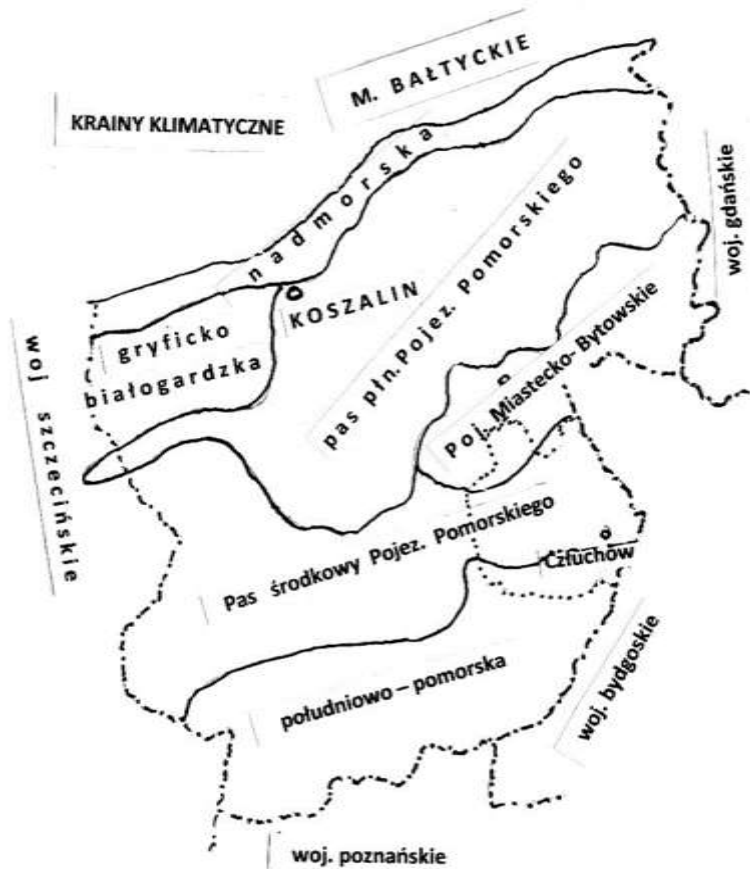 M. BAŁTYCKIE
KRAINY KLIMATYCZNE
nadmorska
woj. gdańskie
KOSZALIN
gryficko
białogardzka
pas płn. Pojez. Pomorskiego
woj szczecińskie
Poj. Miastecko-Bytowskie
Pas środkowy Pojez. Pomorskiego
Człuchów
południowo – pomorska
woj. bydgoskie
woj. poznańskie